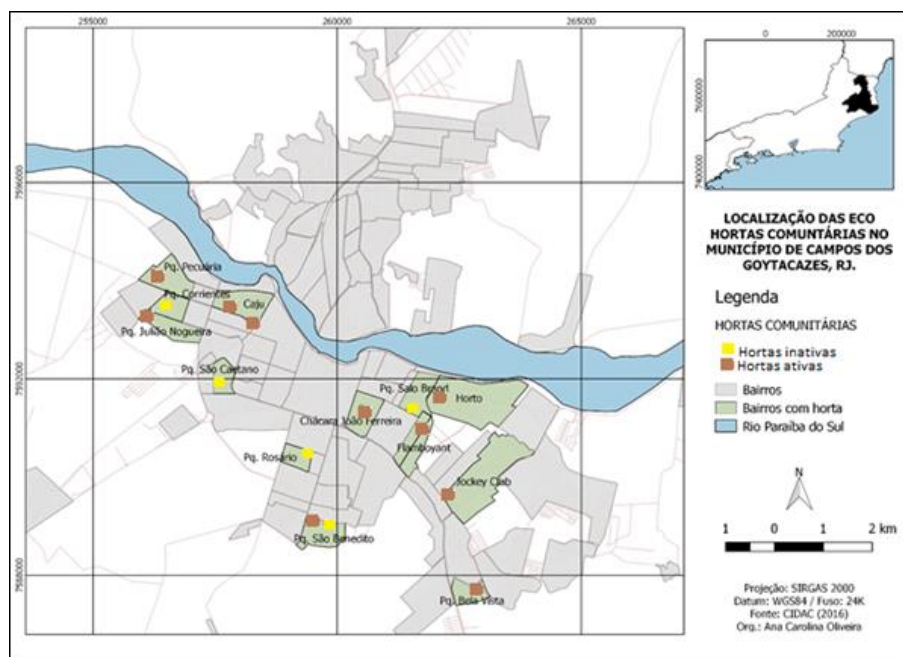 255000
260000
265000
7596000
7592000
7588000
Pq. Pecuária
Pq. Corrientes
Caju
Pq. Julião Nogueira
Pq. São Caetano
Pq. Salo Brand
Horto
Chácara João Ferreira
Flamboyant
Pq. Rosário
Jockey Club
Pq. São Benedito
Pq. Bela Vista
0
200000
7600000
7400000
LOCALIZAÇÃO DAS ECO
HORTAS COMUNTÁRIAS NO
MUNICÍPIO DE CAMPOS DOS
GOYTACAZES, RJ.
Legenda
HORTAS COMUNITÁRIAS
Hortas inativas
Hortas ativas
Bairros
Bairros com horta
Rio Paraíba do Sul
N
1 0 1 2 km
Projeção: SIRGAS 2000
Datum: WGS84 / Fuso: 24K
Fonte: CIDAC (2016)
Org.: Ana Carolina Oliveira